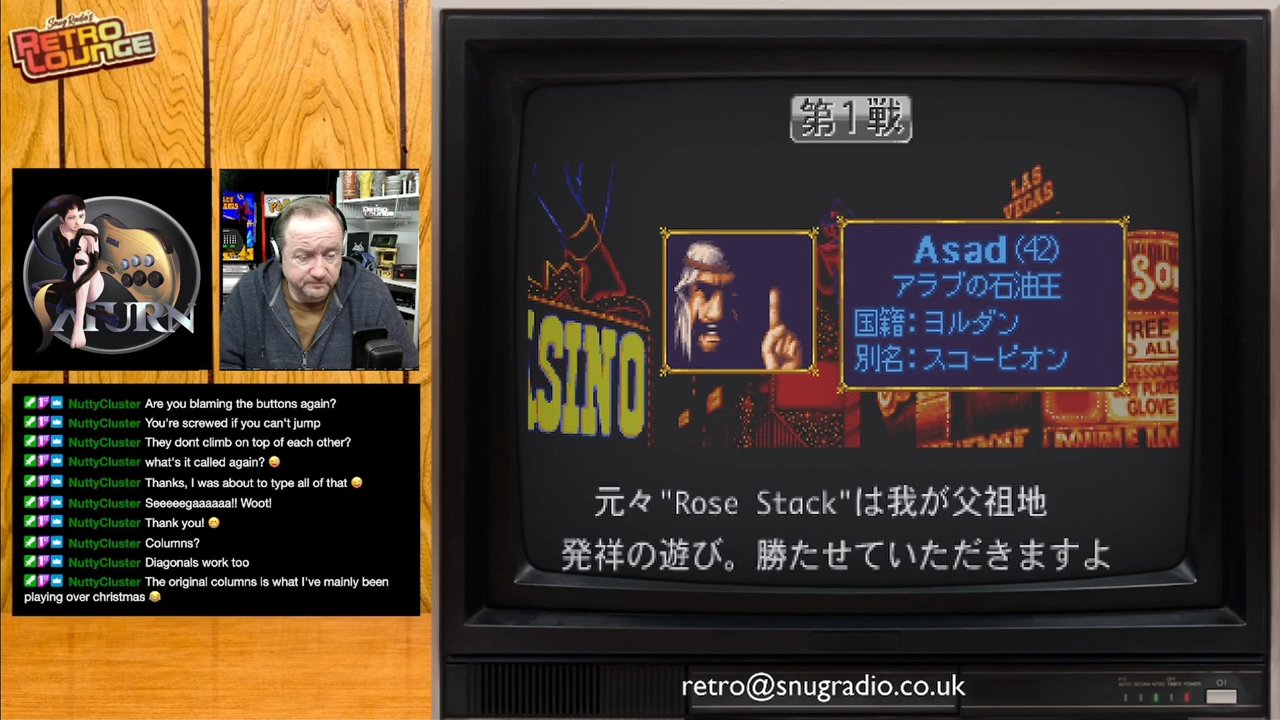 Snug Radio's
RETRO
LOUNGE
SATURN
NuttyCluster Are you blaming the buttons again?
NuttyCluster You're screwed if you can't jump
NuttyCluster They dont climb on top of each other?
NuttyCluster what's it called again? 😜
NuttyCluster Thanks, I was about to type all of that 😜
NuttyCluster Seeeeegaaaaaa!! Woot!
NuttyCluster Thank you! 😀
NuttyCluster Columns?
NuttyCluster Diagonals work too
NuttyCluster The original columns is what I've mainly been
playing over christmas 😂
第1戦
LAS
VEGAS
SINO
Asad (42)
アラブの石油王
国籍：ヨルダン
別名：スコーピオン
FREE
ALL
GLOVE
元々"Rose Stack"は我が父祖地
発祥の遊び。勝たせていただきますよ
retro@snugradio.co.uk